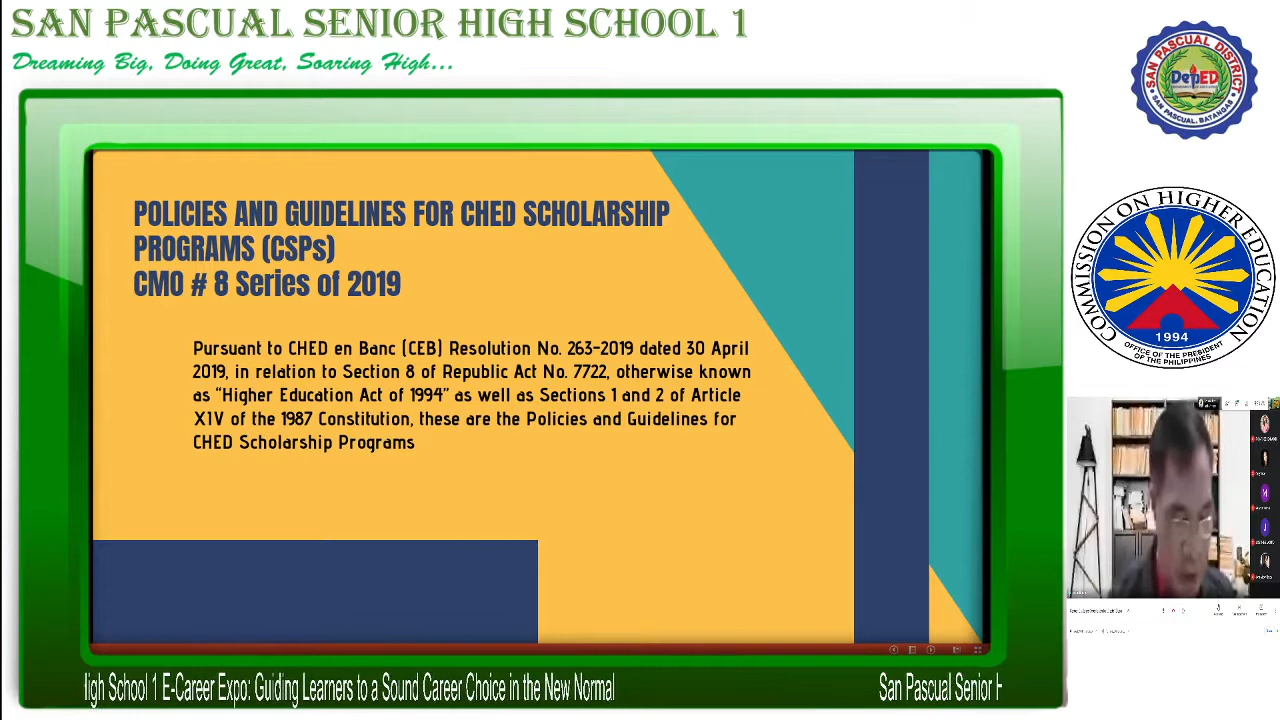 SAN PASCUAL SENIOR HIGH SCHOOL 1
Dreaming Big, Doing Great, Soaring High...
SAN PASCUAL DISTRICT
DepED
SAN PASCUAL, BATANGAS
POLICIES AND GUIDELINES FOR CHED SCHOLARSHIP
PROGRAMS (CSPs)
CMO # 8 Series of 2019
Pursuant to CHED en Banc (CEB) Resolution No. 263-2019 dated 30 April
2019, in relation to Section 8 of Republic Act No. 7722, otherwise known
as “Higher Education Act of 1994” as well as Sections 1 and 2 of Article
XIV of the 1987 Constitution, these are the Policies and Guidelines for
CHED Scholarship Programs
COMMISSION ON HIGHER EDUCATION
1994
OFFICE OF THE PRESIDENT
OF THE PHILIPPINES
High School 1 E-Career Expo: Guiding Learners to a Sound Career Choice in the New Normal
San Pascual Senior H